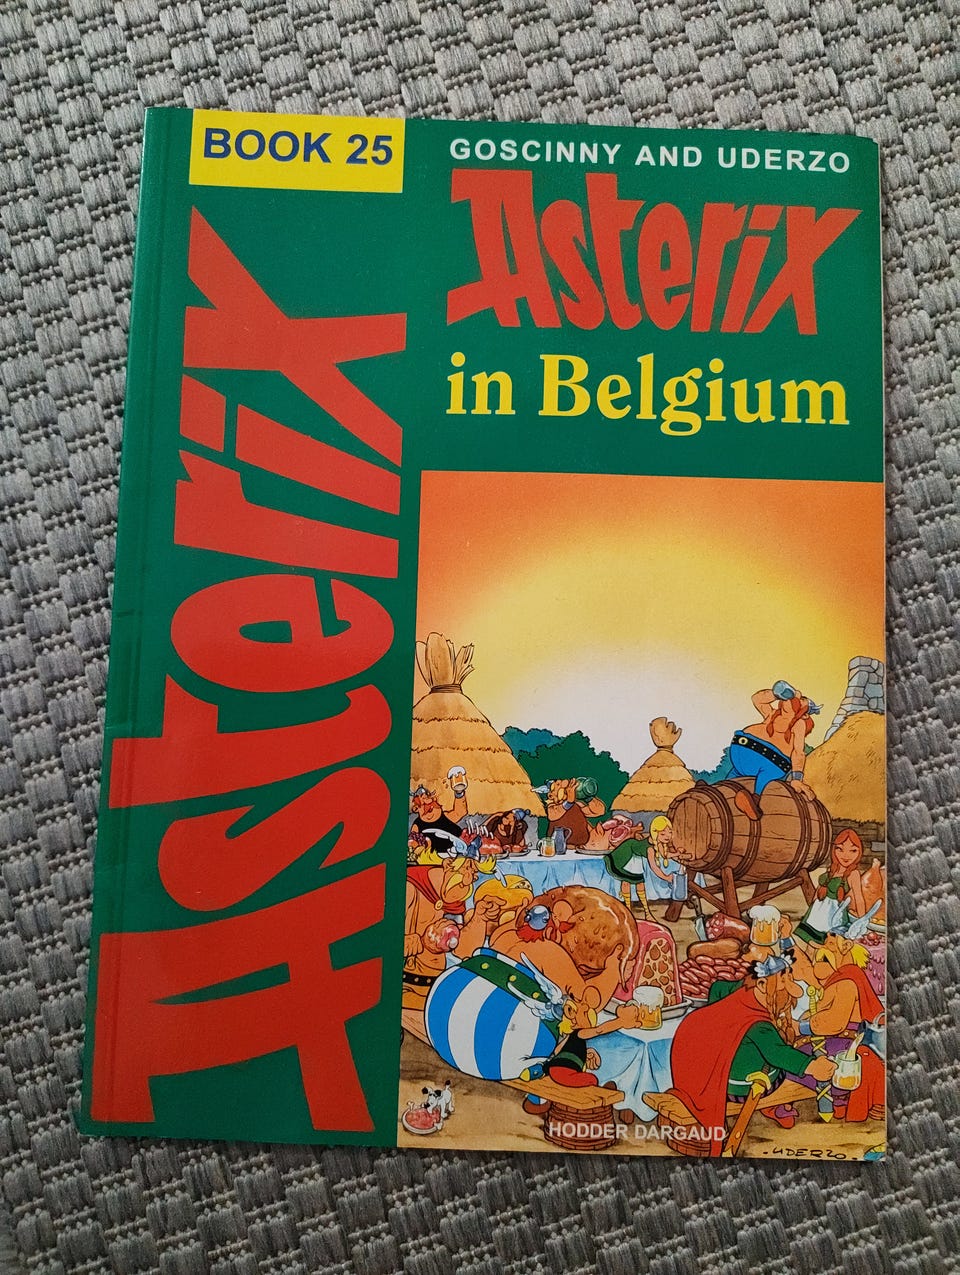 BOOK 25
Asterix
GOSCINNY AND UDERZO
Asterix
in Belgium
HODDER DARGAUD
·UDERZO·